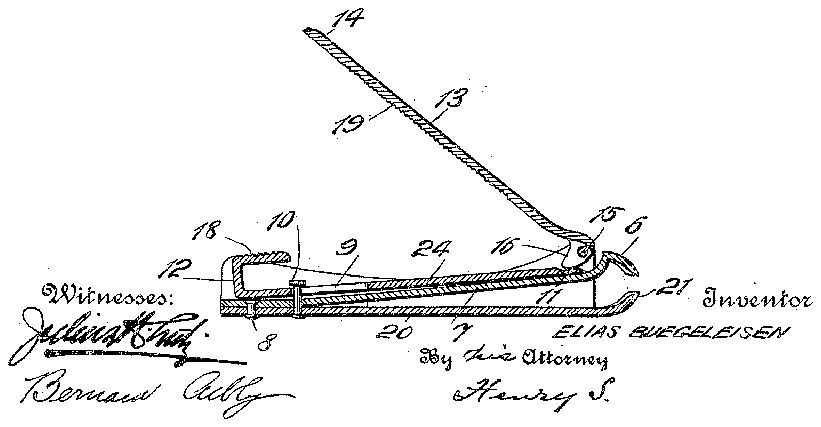 14
13
19
10
15
6
18
9
24
16
12
11
21
Witnesses:
Inventor
8
20
7
ELIAS BUEGELEISEN
By his Attorney
Bernard
Henry S.